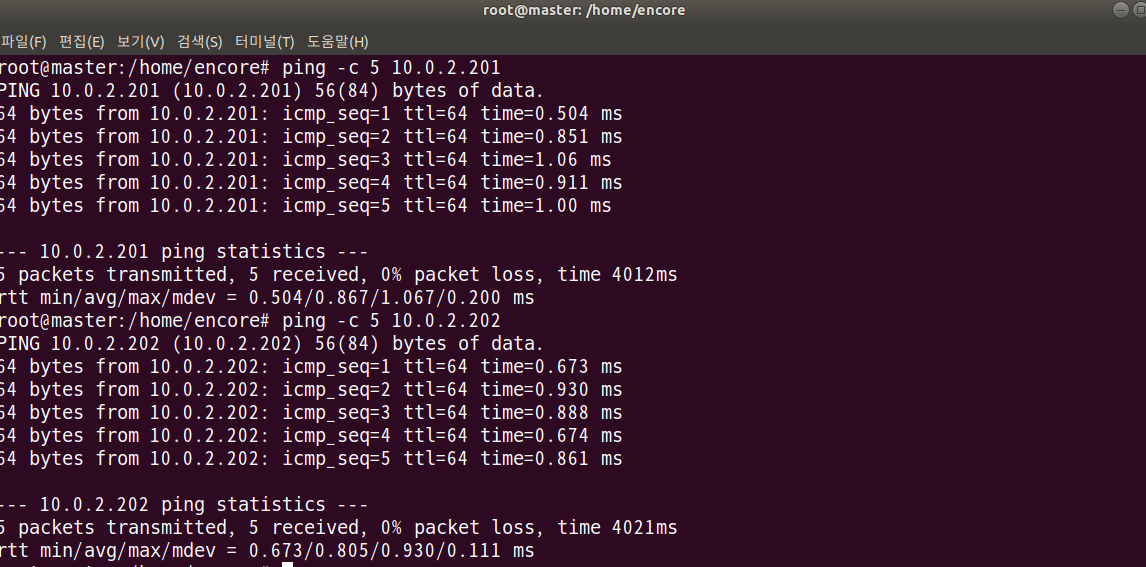 root@master: /home/encore
파일(F) 편집(E) 보기(V) 검색(S) 터미널(T) 도움말(H)
root@master:/home/encore# ping -c 5 10.0.2.201
PING 10.0.2.201 (10.0.2.201) 56(84) bytes of data.
64 bytes from 10.0.2.201: icmp_seq=1 ttl=64 time=0.504 ms
64 bytes from 10.0.2.201: icmp_seq=2 ttl=64 time=0.851 ms
64 bytes from 10.0.2.201: icmp_seq=3 ttl=64 time=1.06 ms
64 bytes from 10.0.2.201: icmp_seq=4 ttl=64 time=0.911 ms
64 bytes from 10.0.2.201: icmp_seq=5 ttl=64 time=1.00 ms
--- 10.0.2.201 ping statistics ---
5 packets transmitted, 5 received, 0% packet loss, time 4012ms
rtt min/avg/max/mdev = 0.504/0.867/1.067/0.200 ms
root@master:/home/encore# ping -c 5 10.0.2.202
PING 10.0.2.202 (10.0.2.202) 56(84) bytes of data.
64 bytes from 10.0.2.202: icmp_seq=1 ttl=64 time=0.673 ms
64 bytes from 10.0.2.202: icmp_seq=2 ttl=64 time=0.930 ms
64 bytes from 10.0.2.202: icmp_seq=3 ttl=64 time=0.888 ms
64 bytes from 10.0.2.202: icmp_seq=4 ttl=64 time=0.674 ms
64 bytes from 10.0.2.202: icmp_seq=5 ttl=64 time=0.861 ms
--- 10.0.2.202 ping statistics ---
5 packets transmitted, 5 received, 0% packet loss, time 4021ms
rtt min/avg/max/mdev = 0.673/0.805/0.930/0.111 ms